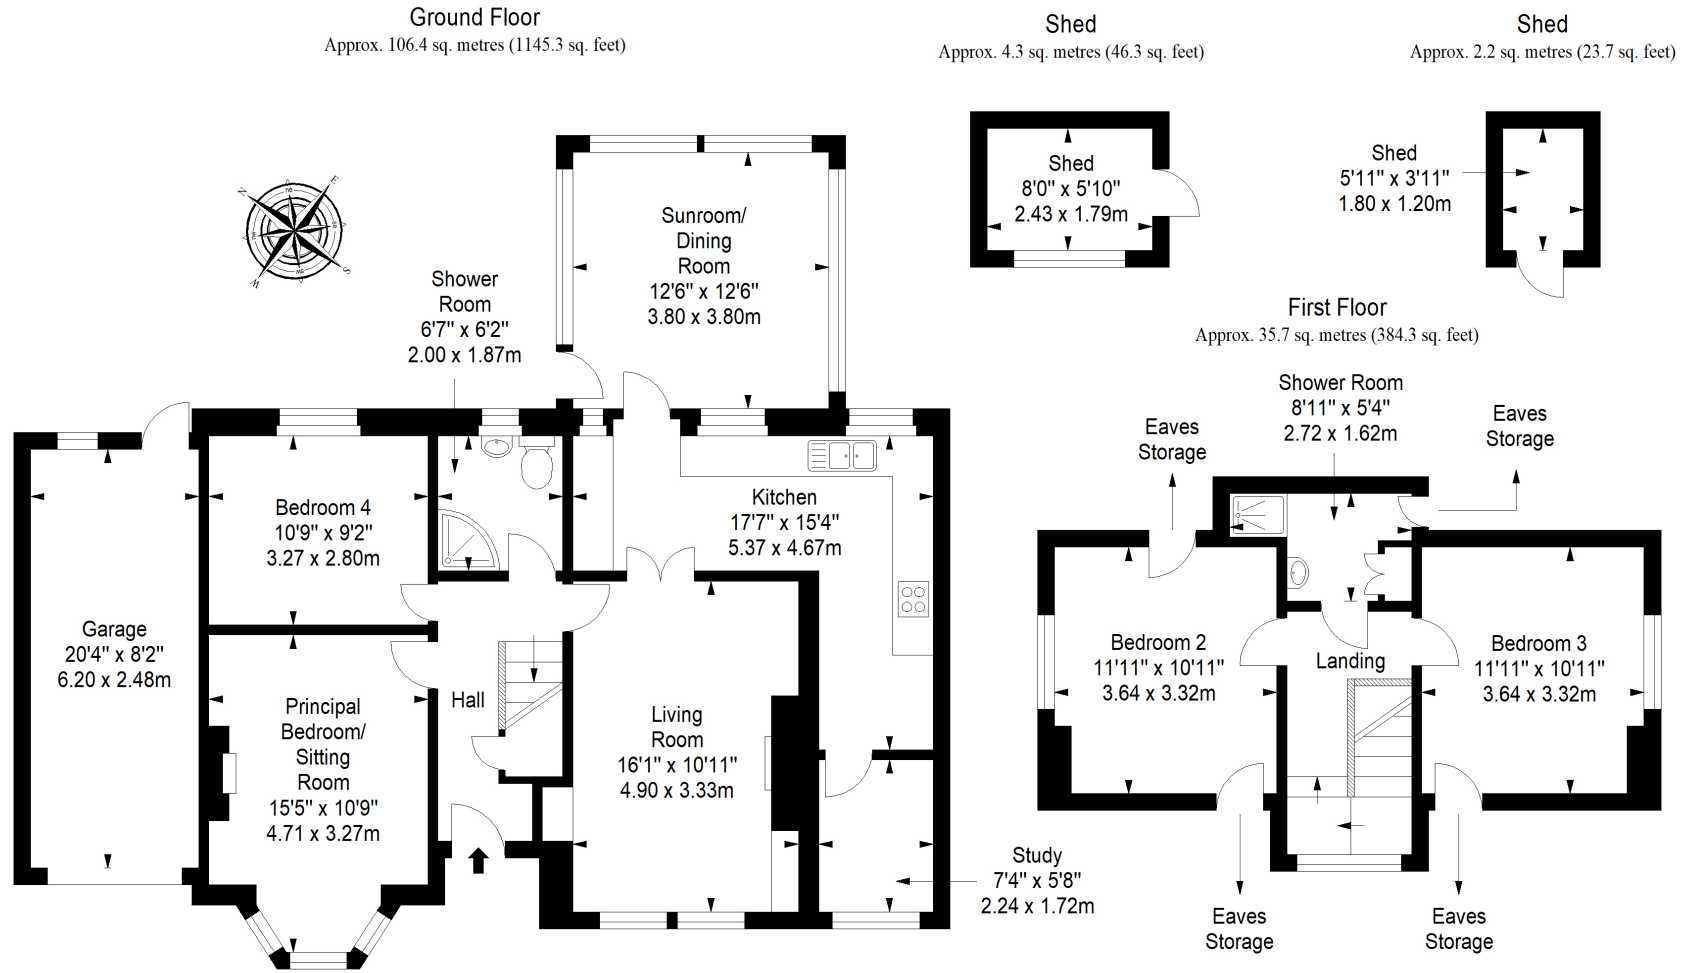 Ground Floor
Approx. 106.4 sq. metres (1145.3 sq. feet)
Shed
Approx. 4.3 sq. metres (46.3 sq. feet)
Shed
Approx. 2.2 sq. metres (23.7 sq. feet)
Shed
8'0" x 5'10"
2.43 x 1.79m
Shed
5'11" x 3'11"
1.80 x 1.20m
N
E
S
W
ne
se
sw
nw
Sunroom/
Dining
Room
12'6" x 12'6"
3.80 x 3.80m
Shower
Room
6'7" x 6'2"
2.00 x 1.87m
Bedroom 4
10'9" x 9'2"
3.27 x 2.80m
Kitchen
17'7" x 15'4"
5.37 x 4.67m
Garage
20'4" x 8'2"
6.20 x 2.48m
Hall
Principal
Bedroom/
Sitting
Room
15'5" x 10'9"
4.71 x 3.27m
Living
Room
16'1" x 10'11"
4.90 x 3.33m
Study
7'4" x 5'8"
2.24 x 1.72m
First Floor
Approx. 35.7 sq. metres (384.3 sq. feet)
Shower Room
8'11" x 5'4"
2.72 x 1.62m
Eaves
Storage
Eaves
Storage
Bedroom 2
11'11" x 10'11"
3.64 x 3.32m
Landing
Bedroom 3
11'11" x 10'11"
3.64 x 3.32m
Eaves
Storage
Eaves
Storage